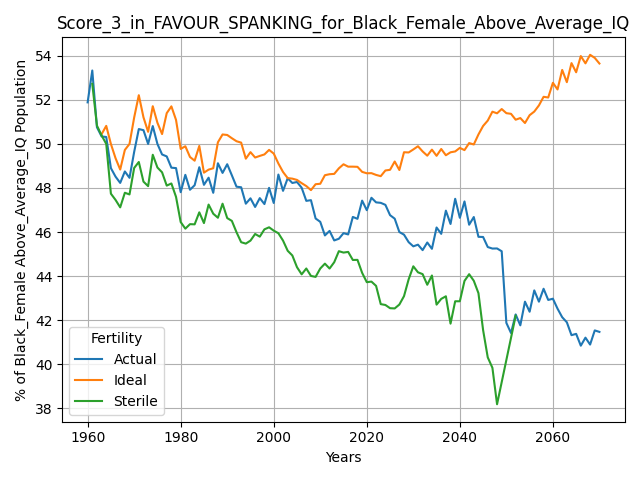 Score_3_in_FAVOUR_SPANKING_for_Black_Female_Above_Average_IQ
% of Black_Female Above_Average_IQ Population
54
52
50
48
46
44
42
40
38
Fertility
Actual
Ideal
Sterile
1960
1980
2000
2020
2040
2060
Years